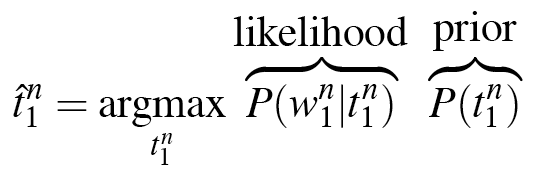 likelihood prior
t̂₁ⁿ = argmax P(w₁ⁿ|t₁ⁿ) P(t₁ⁿ)
t₁ⁿ